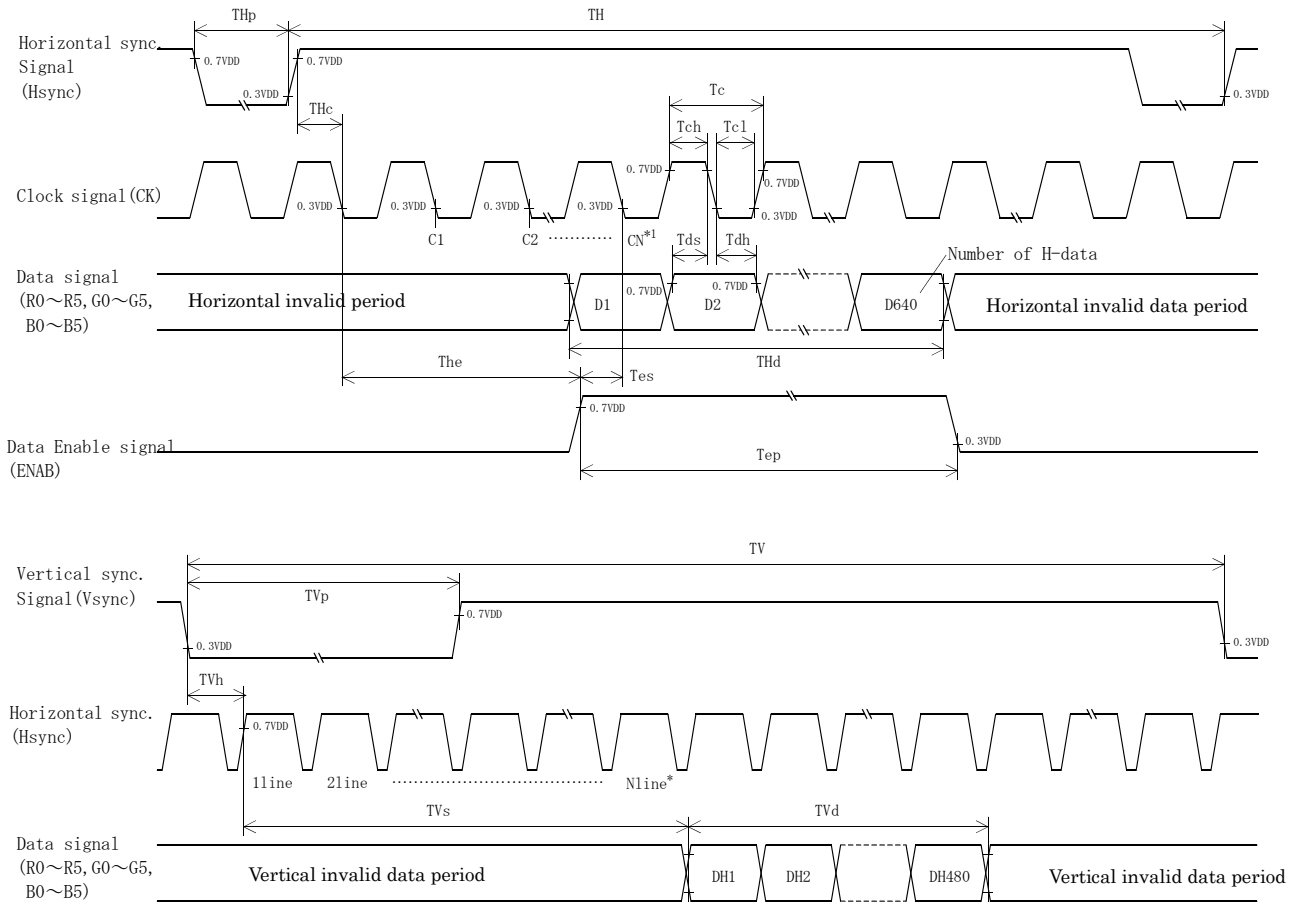 THp
TH
Horizontal sync.
Signal
(Hsync)
0.7VDD
0.7VDD
0.3VDD
0.3VDD
THc
Tc
Tch
Tcl
Clock signal(CK)
0.7VDD
0.7VDD
0.3VDD
0.3VDD
0.3VDD
0.3VDD
0.3VDD
C1
C2
············
CN*1
Tds
Tdh
Number of H-data
Data signal
(R0～R5,G0～G5,
B0～B5)
Horizontal invalid period
0.7VDD
0.7VDD
D1
D2
D640
Horizontal invalid data period
THd
The
Tes
0.7VDD
Data Enable signal
(ENAB)
0.3VDD
Tep
TV
Vertical sync.
Signal(Vsync)
TVp
0.7VDD
0.3VDD
0.3VDD
TVh
Horizontal sync.
(Hsync)
0.7VDD
1line
2line
·······································
Nline*
TVs
TVd
Data signal
(R0～R5,G0～G5,
B0～B5)
Vertical invalid data period
DH1
DH2
DH480
Vertical invalid data period